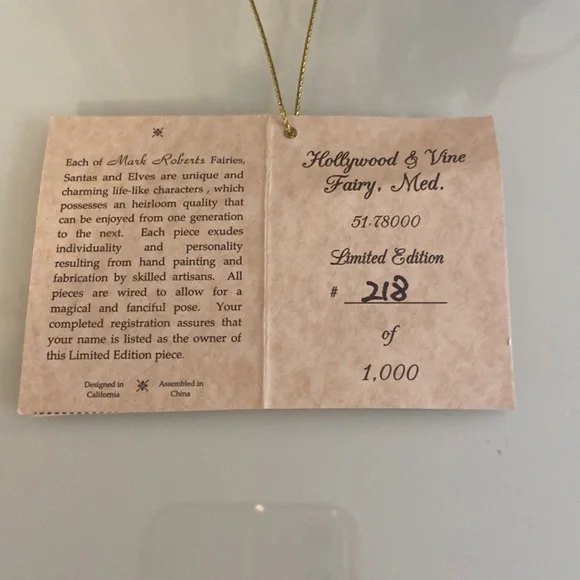 Each of Mark Roberts Fairies,
Santas and Elves are unique and
charming life-like characters , which
possesses an heirloom quality that
can be enjoyed from one generation
to the next. Each piece exudes
individuality and personality
resulting from hand painting and
fabrication by skilled artisans. All
pieces are wired to allow for a
magical and fanciful pose. Your
completed registration assures that
your name is listed as the owner of
this Limited Edition piece.
Designed in
California
Assembled in
China
Hollywood & Vine
Fairy, Med.
51-78000
Limited Edition
# 218
of
1,000